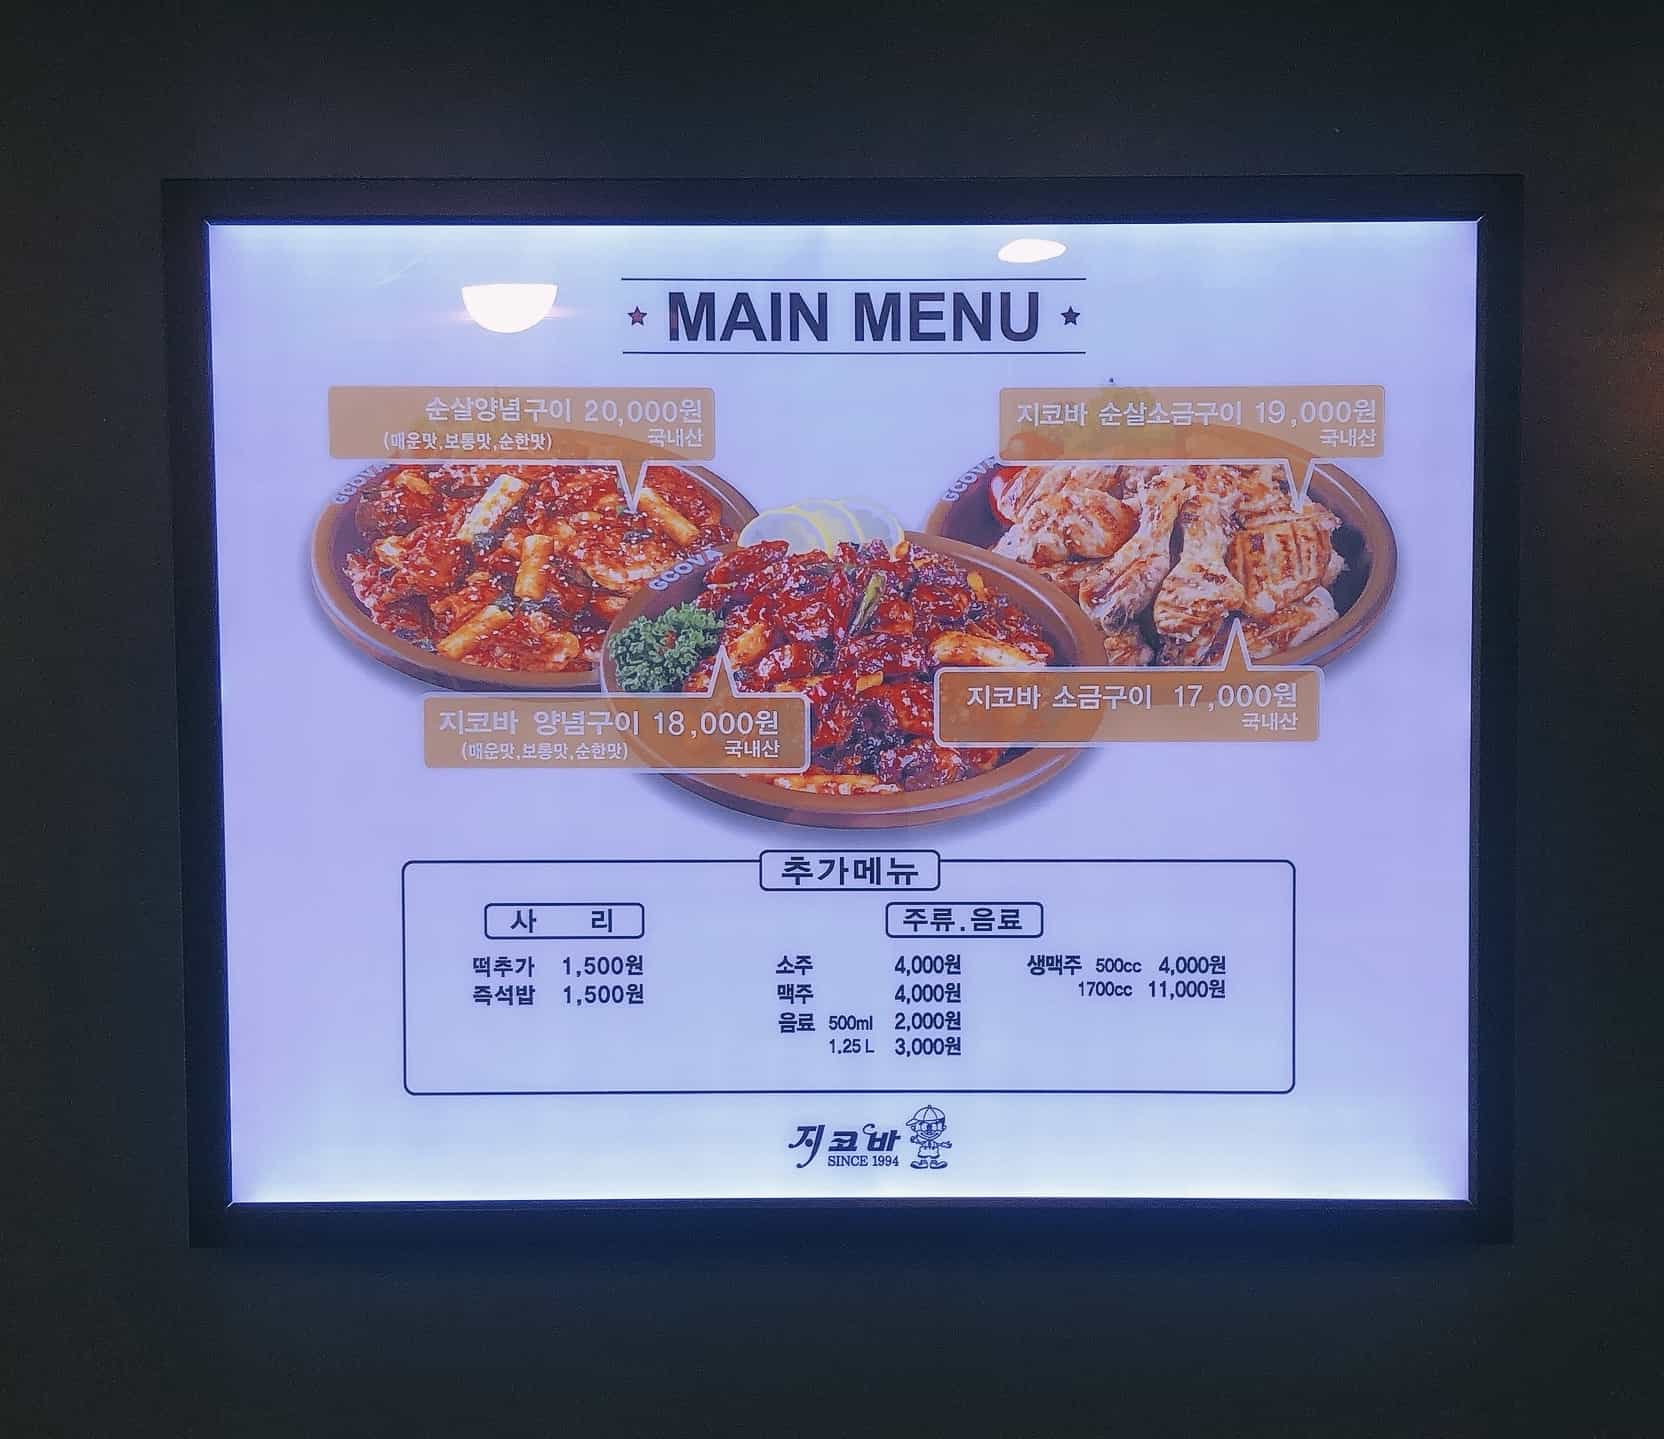 MAIN MENU
순살양념구이 20,000원
(매운맛,보통맛,순한맛) 국내산
지코바 순살소금구이 19,000원
국내산
GCOVA
GCOVA
GCOVA
지코바 양념구이 18,000원
(매운맛,보통맛,순한맛) 국내산
지코바 소금구이 17,000원
국내산
추가메뉴
사 리
떡추가 1,500원
즉석밥 1,500원
주류.음료
소주 4,000원
맥주 4,000원
음료 500ml 2,000원
1.25 L 3,000원
생맥주 500cc 4,000원
1700cc 11,000원
지코바
SINCE 1994